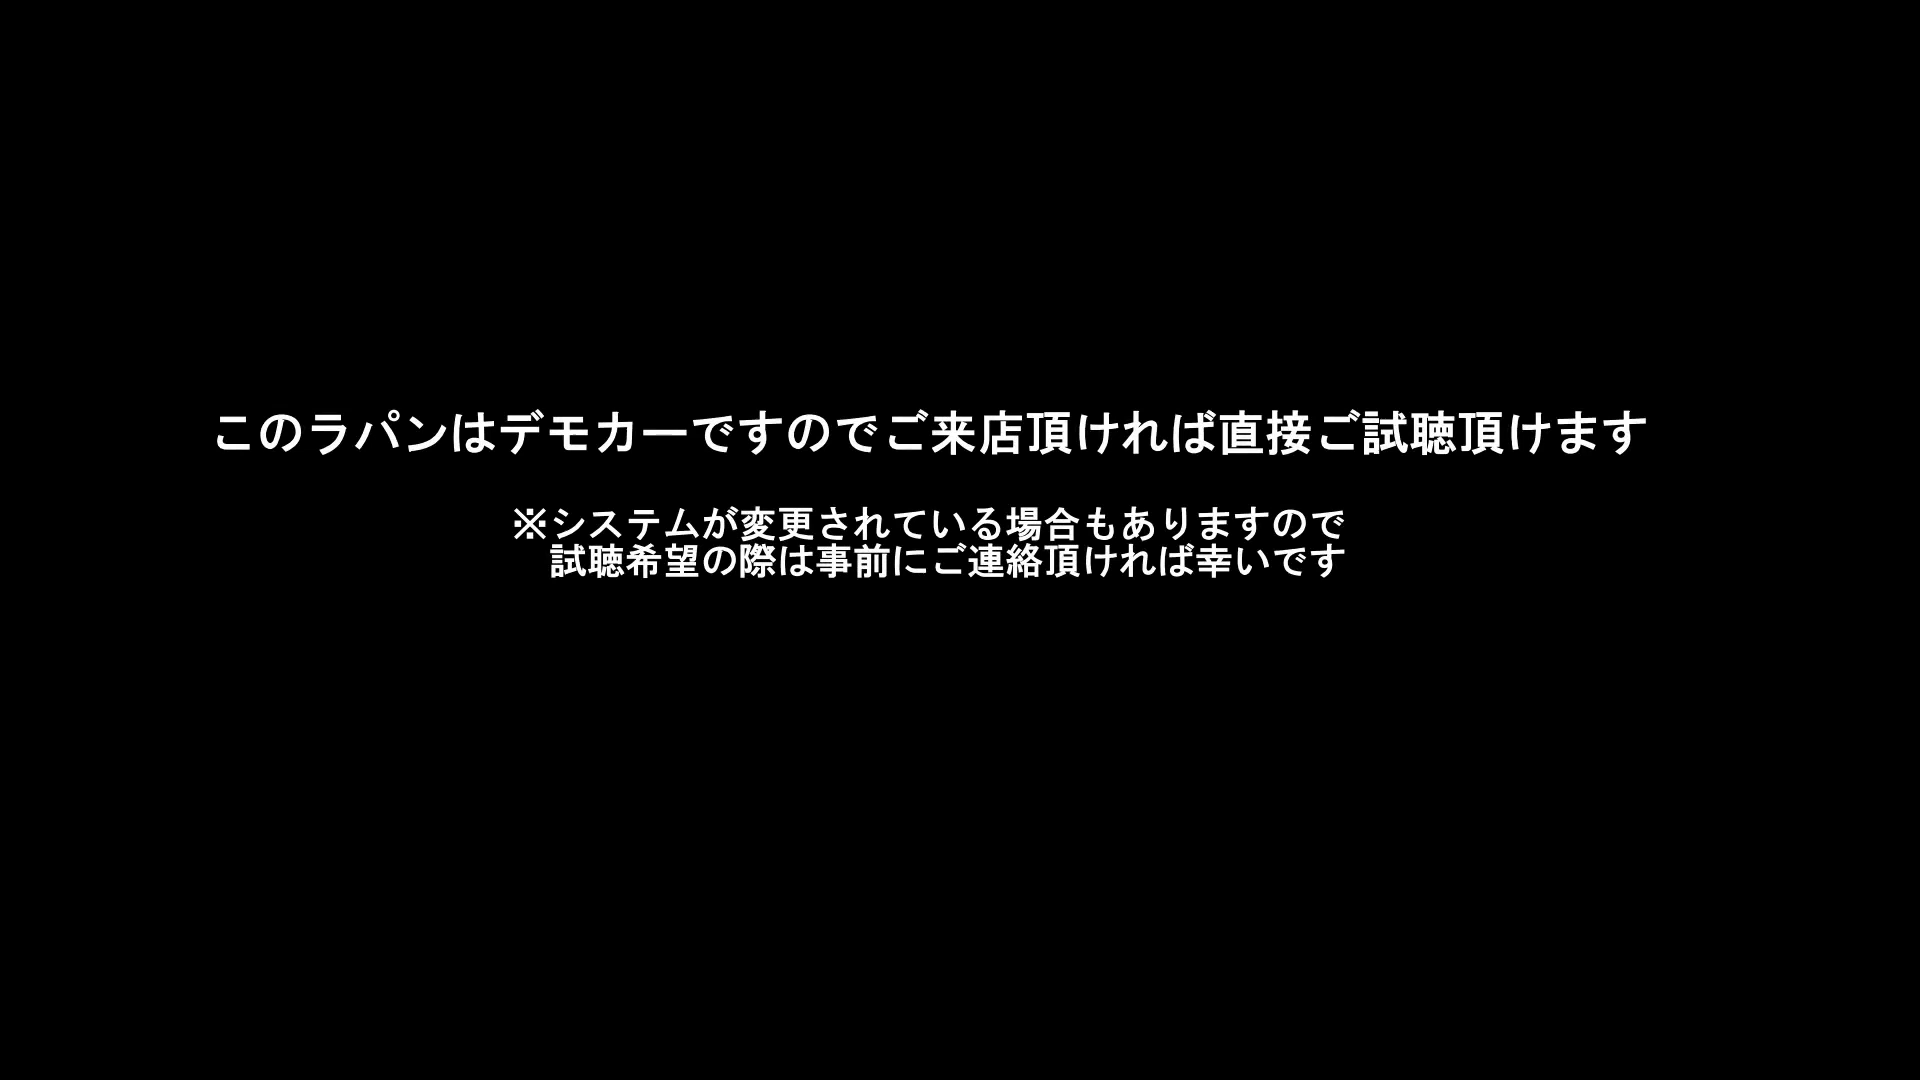 このラパンはデモカーですのでご来店頂ければ直接ご試聴頂けます
※システムが変更されている場合もありますので
試聴希望の際は事前にご連絡頂ければ幸いです